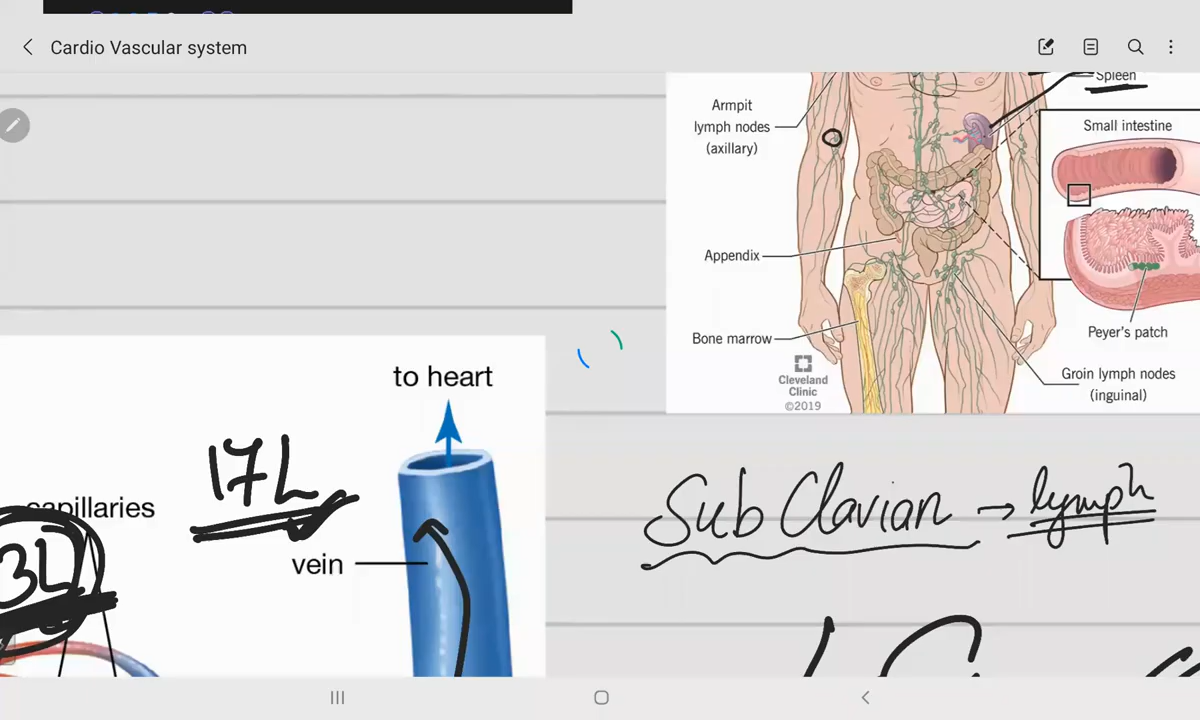 Cardio Vascular system
Spleen
Armpit
lymph nodes
(axillary)
Small intestine
Appendix
Bone marrow
Peyer's patch
Groin lymph nodes
(inguinal)
Cleveland
Clinic
©2019
to heart
17L
capillaries
3L
vein
Sub Clavian → lymph